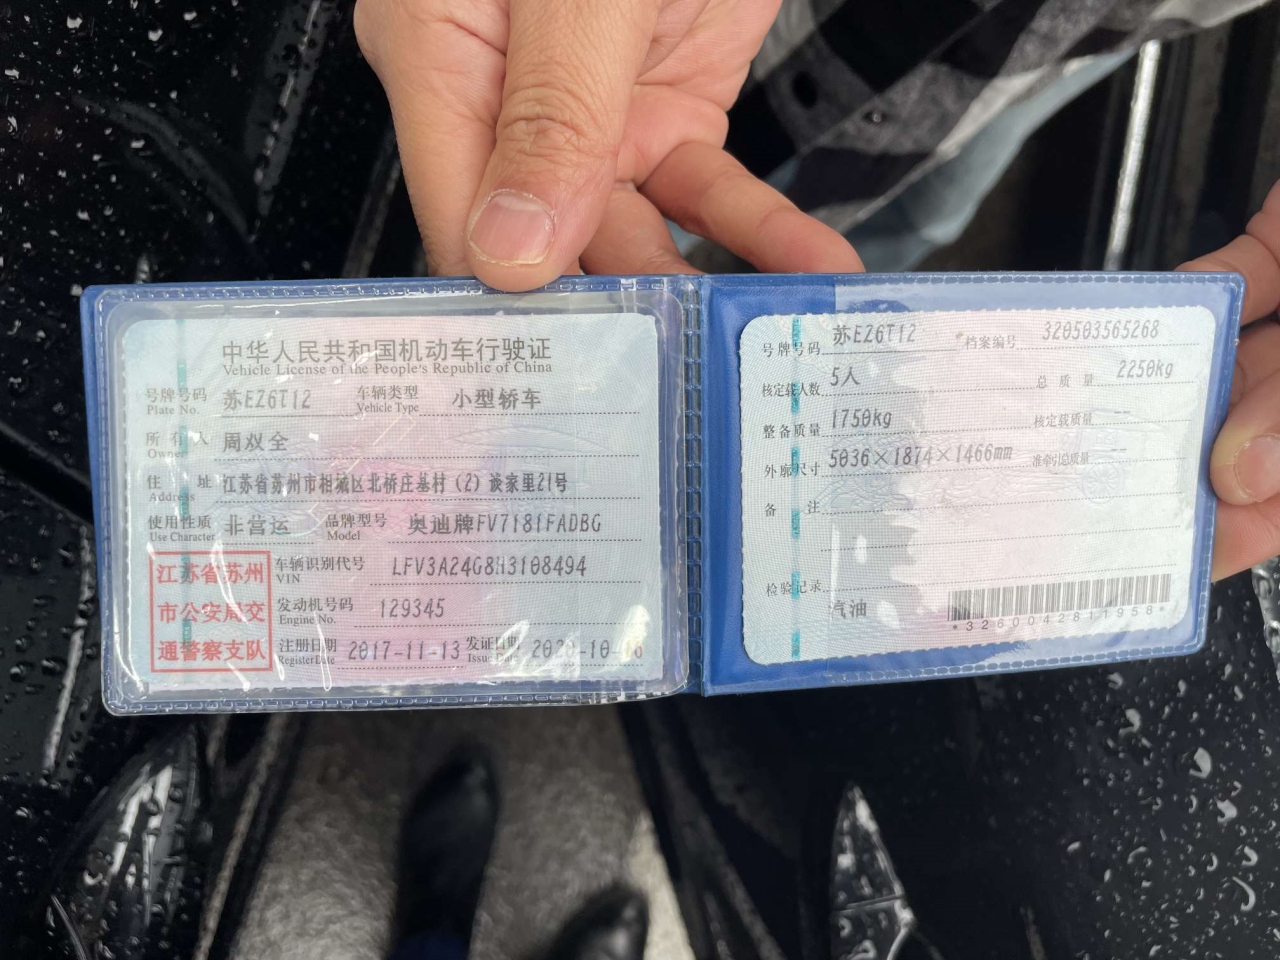 中华人民共和国机动车行驶证
Vehicle License of the People's Republic of China
号牌号码 苏EZ6T12 车辆类型 小型轿车
Plate No. Vehicle Type
所有人 周双全
Owner
住址 江苏省苏州市相城区北桥庄基村(2)谈家里21号
Address
使用性质 非营运 品牌型号 奥迪牌FV7181FADBG
Use Character Model
江苏省苏州
市公安局交
通警察支队
车辆识别代号 LFV3A24G8H3108494
VIN
发动机号码 129345
Engine No.
注册日期 2017-11-13 发证日期 2020-10-16
Register Date Issue Date
号牌号码 苏EZ6T12 档案编号 320503565268
核定载人数 5人 总质量 2250kg
整备质量 1750kg 核定载质量 --
外廓尺寸 5036×1874×1466mm 准牵引总质量 --
备注
检验记录
汽油
*3260042811958*